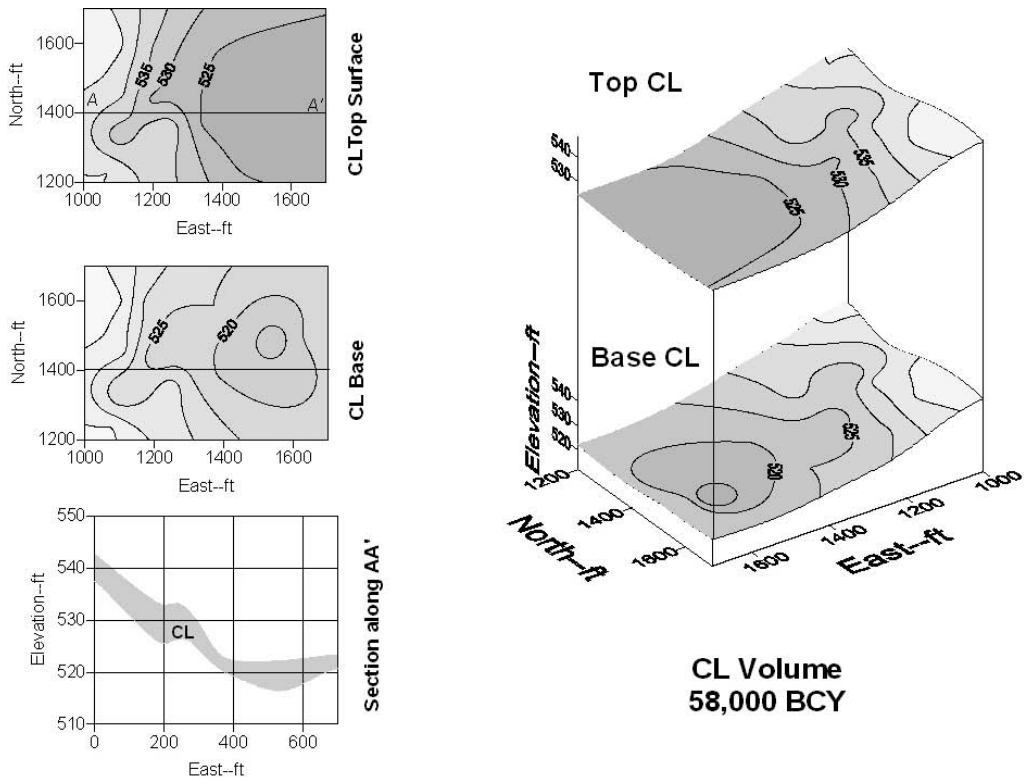 1600
1400
1200
North--ft
A
A'
535
530
525
1000 1200 1400 1600
East--ft
CLTop Surface
1600
1400
1200
North--ft
525
520
1000 1200 1400 1600
East--ft
CL Base
550
540
530
520
510
Elevation--ft
CL
0 200 400 600
East--ft
Section along AA'
Top CL
540
530
535
530
525
Base CL
540
530
520
Elevation--ft
525
520
1200
1400
1600
North--ft
1600
1400
1200
1000
East--ft
CL Volume
58,000 BCY